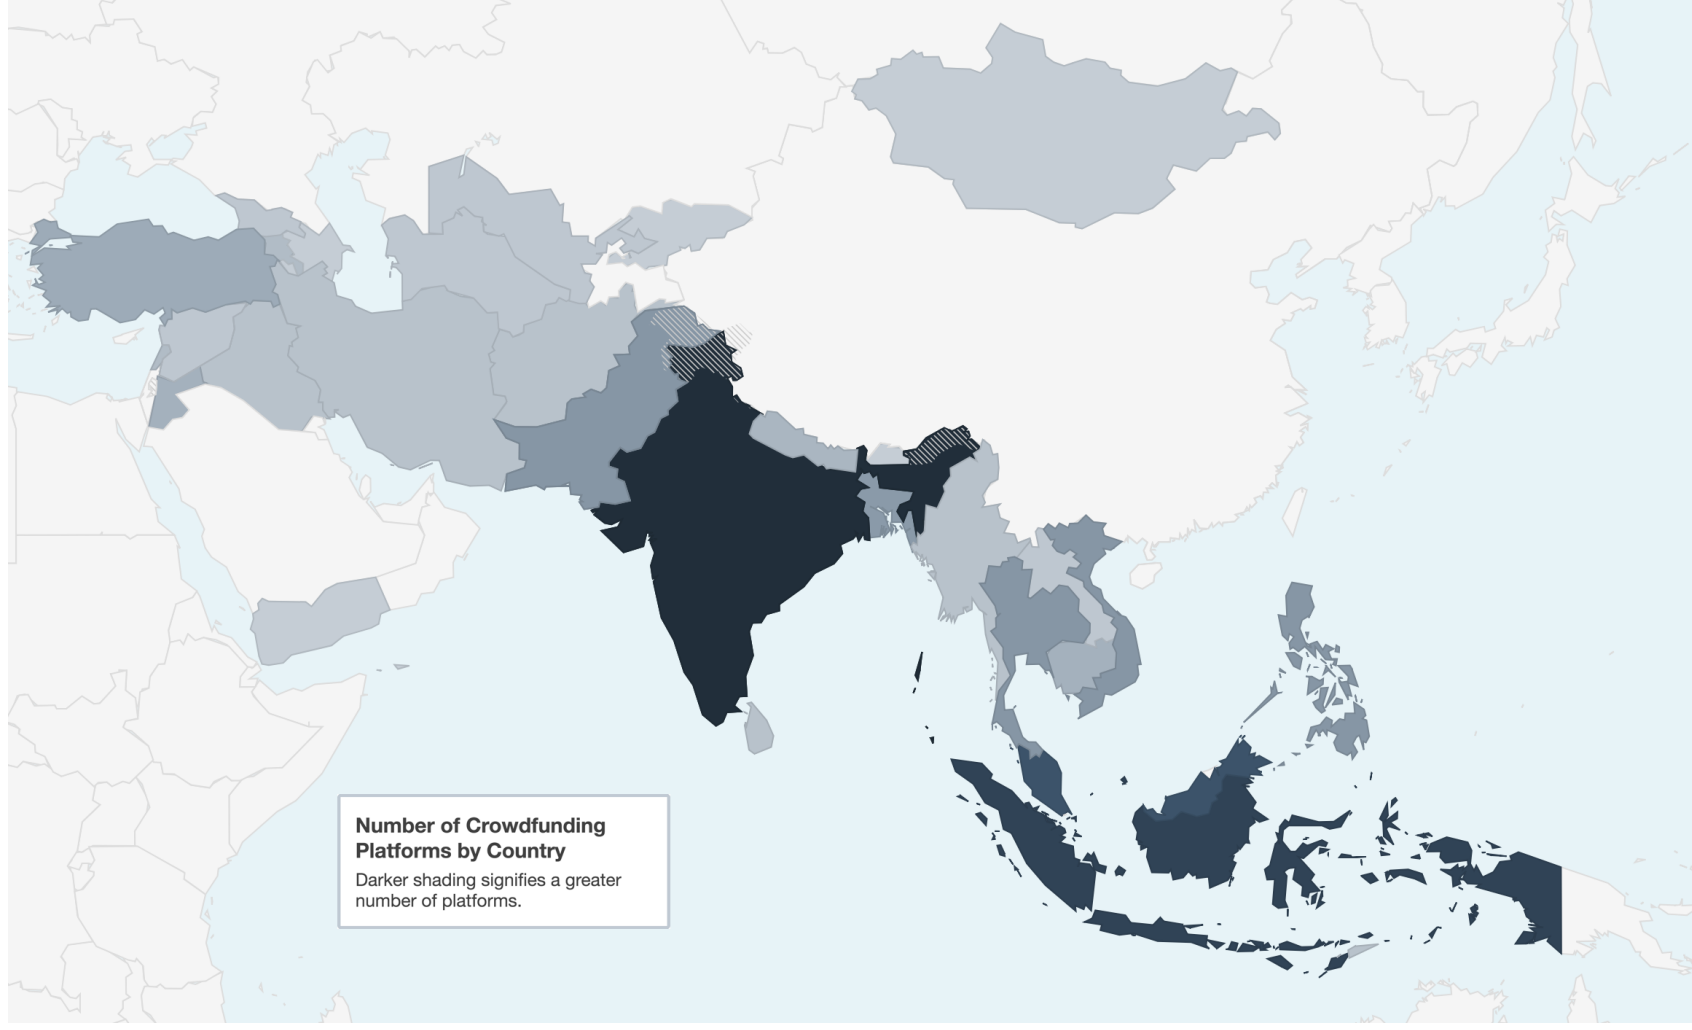 Number of Crowdfunding
Platforms by Country
Darker shading signifies a greater
number of platforms.